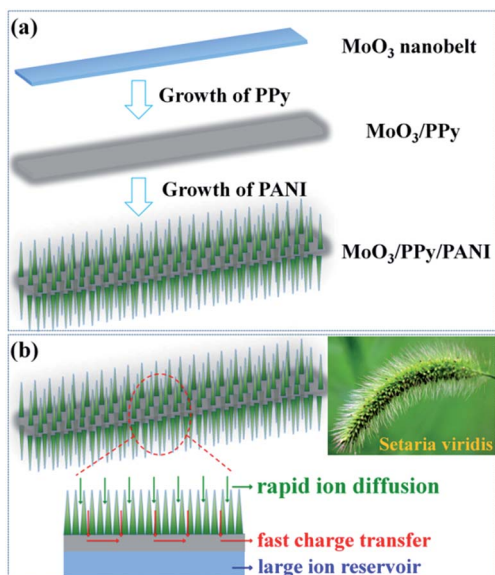 (a)
MoO₃ nanobelt
Growth of PPy
MoO₃/PPy
Growth of PANI
MoO₃/PPy/PANI
(b)
Setaria viridis
rapid ion diffusion
fast charge transfer
large ion reservoir